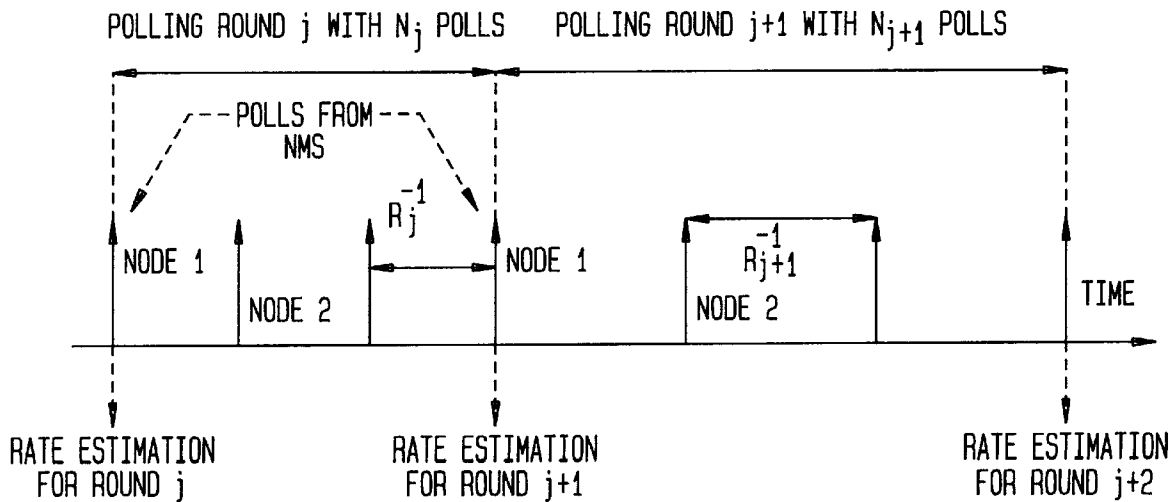 POLLING ROUND j WITH Nj POLLS
POLLING ROUND j+1 WITH Nj+1 POLLS
POLLS FROM
NMS
Rj-1
NODE 1
NODE 2
NODE 1
Rj+1-1
NODE 2
TIME
RATE ESTIMATION
FOR ROUND j
RATE ESTIMATION
FOR ROUND j+1
RATE ESTIMATION
FOR ROUND j+2